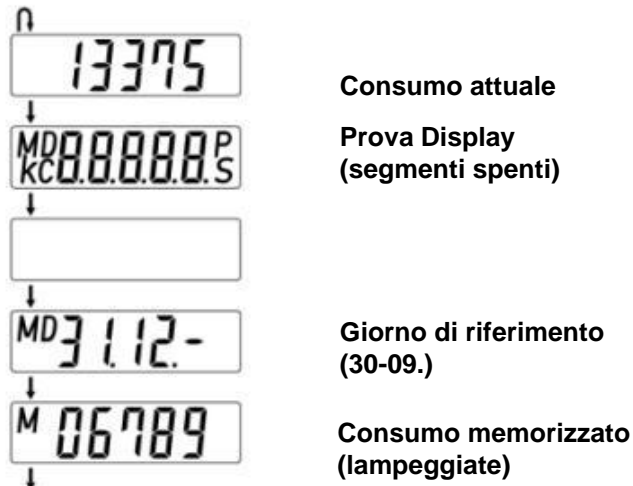 13375
Consumo attuale
MD
kC
8.8.8.8.8.
P
S
Prova Display
(segmenti spenti)
MD 31.12.-
Giorno di riferimento
(30-09.)
M 06789
Consumo memorizzato
(lampeggiate)